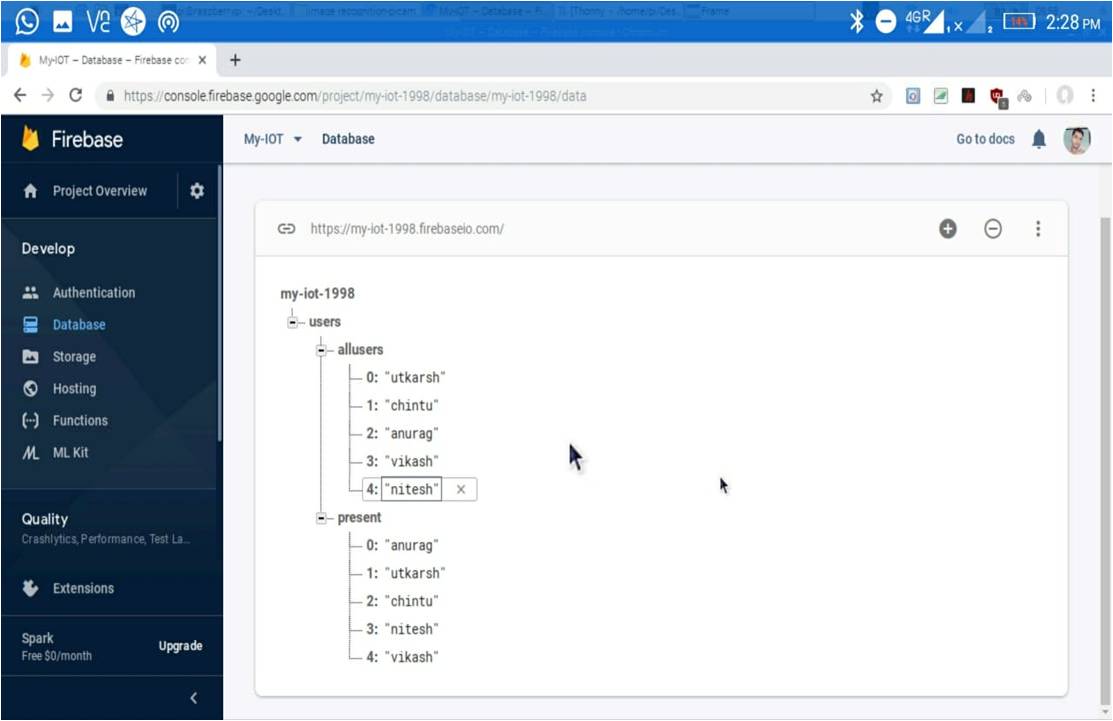 4GR
1 x 2
14%
2:28 PM
My-IOT – Database – Firebase con
https://console.firebase.google.com/project/my-iot-1998/database/my-iot-1998/data
Firebase
My-IOT
Database
Go to docs
Project Overview
https://my-iot-1998.firebaseio.com/
Develop
Authentication
Database
Storage
Hosting
Functions
ML Kit
Quality
Crashlytics, Performance, Test La...
Extensions
Spark
Free $0/month
Upgrade
my-iot-1998
users
allusers
0: "utkarsh"
1: "chintu"
2: "anurag"
3: "vikash"
4: "nitesh"
present
0: "anurag"
1: "utkarsh"
2: "chintu"
3: "nitesh"
4: "vikash"